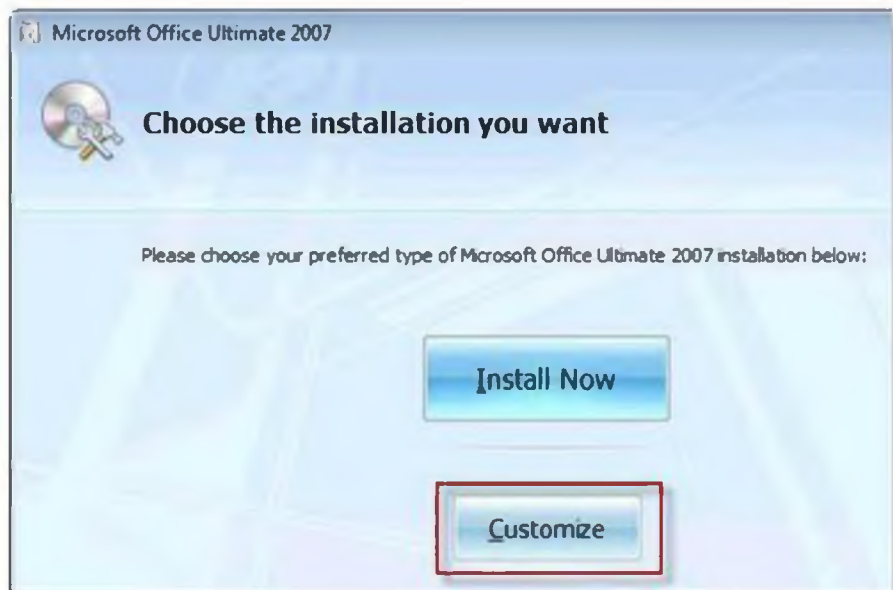 Microsoft Office Ultimate 2007
Choose the installation you want
Please choose your preferred type of Microsoft Office Ultimate 2007 installation below:
Install Now
Customize